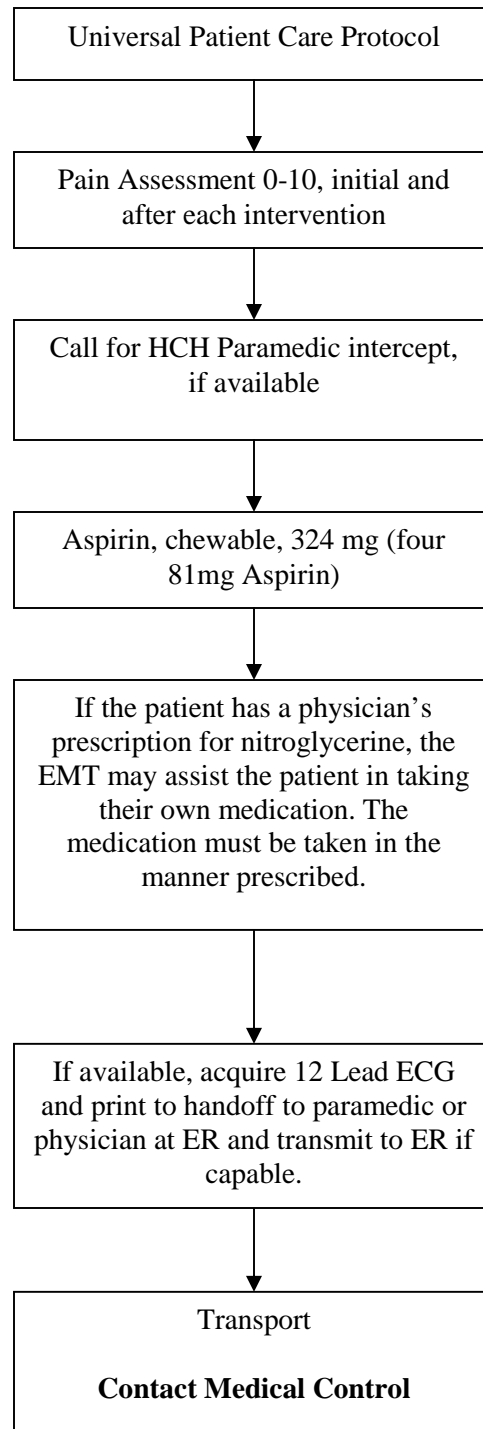 Universal Patient Care Protocol
Pain Assessment 0-10, initial and
after each intervention
Call for HCH Paramedic intercept,
if available
Aspirin, chewable, 324 mg (four
81mg Aspirin)
If the patient has a physician’s
prescription for nitroglycerine, the
EMT may assist the patient in taking
their own medication. The
medication must be taken in the
manner prescribed.
If available, acquire 12 Lead ECG
and print to handoff to paramedic or
physician at ER and transmit to ER if
capable.
Transport
Contact Medical Control